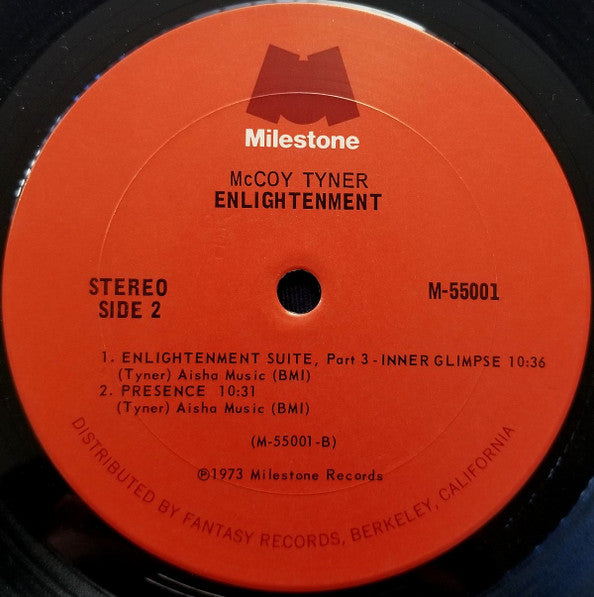 Milestone
McCOY TYNER
ENLIGHTENMENT
STEREO
SIDE 2
M-55001
1. ENLIGHTENMENT SUITE, Part 3 - INNER GLIMPSE 10:36
(Tyner) Aisha Music (BMI)
2. PRESENCE 10:31
(Tyner) Aisha Music (BMI)
(M-55001-B)
℗1973 Milestone Records
DISTRIBUTED BY FANTASY RECORDS, BERKELEY, CALIFORNIA